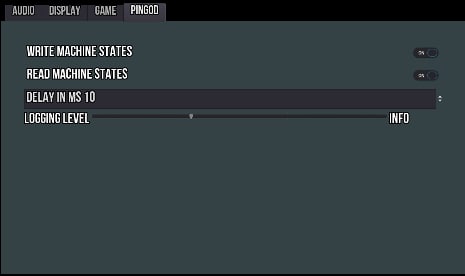 AUDIO DISPLAY GAME PINGOD
WRITE MACHINE STATES ON
READ MACHINE STATES ON
DELAY IN MS 10
LOGGING LEVEL INFO